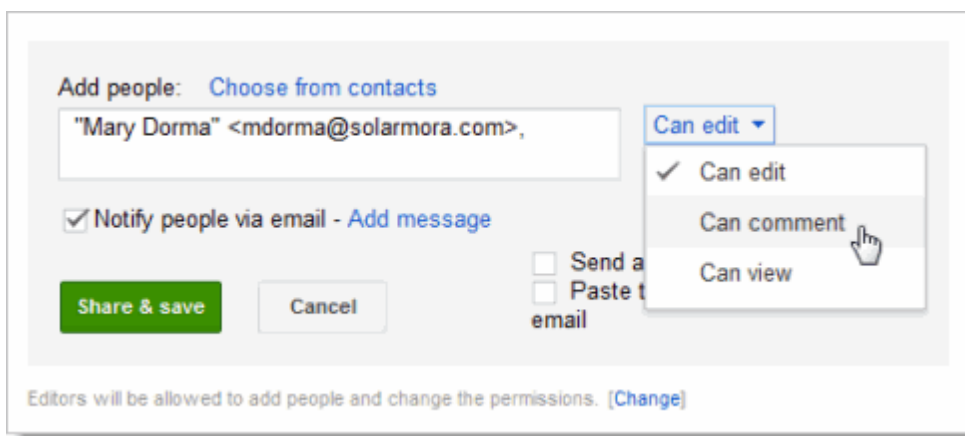 Add people: Choose from contacts
"Mary Dorma" <mdorma@solarmora.com>,
Can edit
Can edit
Can comment
Can view
Notify people via email - Add message
Send a
Paste t
email
Share & save
Cancel
Editors will be allowed to add people and change the permissions. [Change]